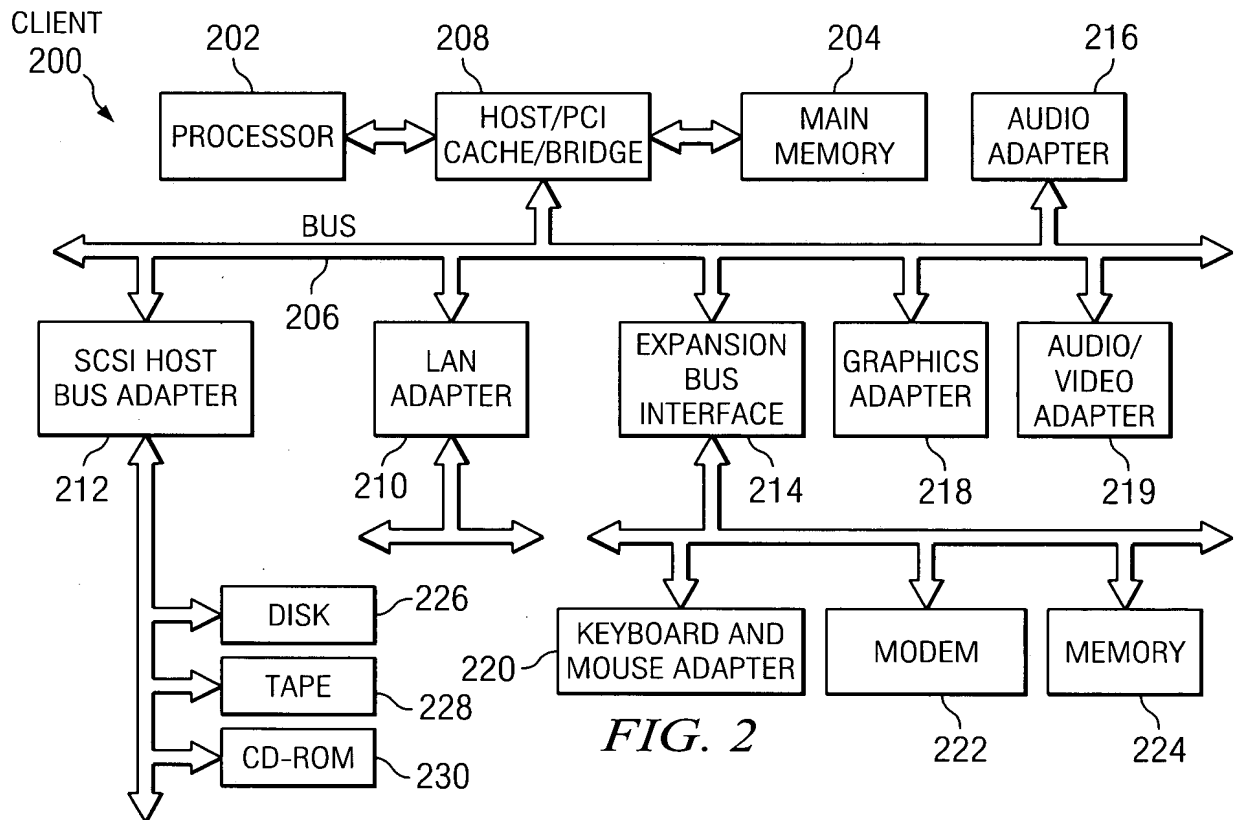 CLIENT
200
202
208
204
216
PROCESSOR
HOST/PCI
CACHE/BRIDGE
MAIN
MEMORY
AUDIO
ADAPTER
BUS
206
SCSI HOST
BUS ADAPTER
LAN
ADAPTER
EXPANSION
BUS
INTERFACE
GRAPHICS
ADAPTER
AUDIO/
VIDEO
ADAPTER
212
210
214
218
219
DISK
226
TAPE
228
CD-ROM
230
220
KEYBOARD AND
MOUSE ADAPTER
MODEM
MEMORY
222
224
FIG. 2